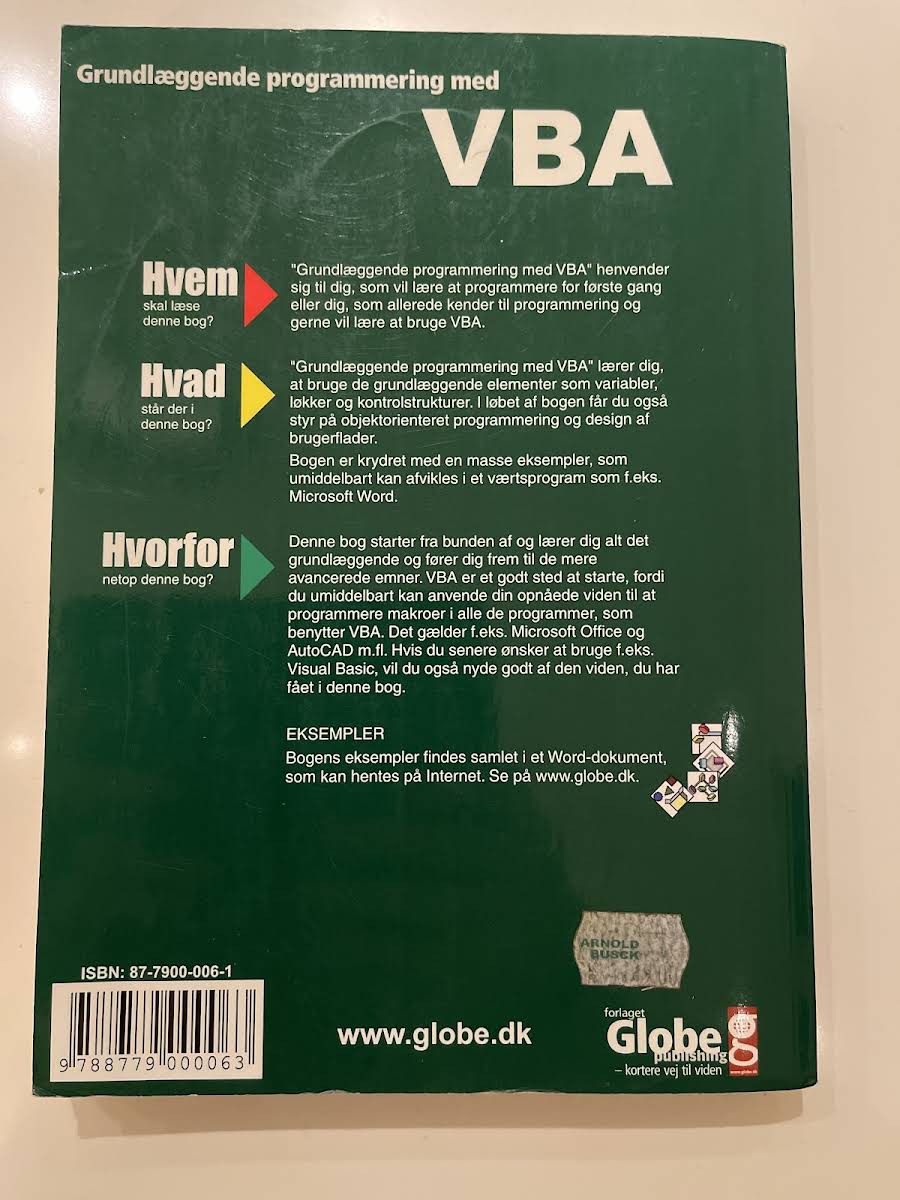 Grundlæggende programmering med
VBA
Hvem
skal læse
denne bog?
"Grundlæggende programmering med VBA" henvender
sig til dig, som vil lære at programmere for første gang
eller dig, som allerede kender til programmering og
gerne vil lære at bruge VBA.
Hvad
står der i
denne bog?
"Grundlæggende programmering med VBA" lærer dig,
at bruge de grundlæggende elementer som variabler,
løkker og kontrolstrukturer. I løbet af bogen får du også
styr på objektorienteret programmering og design af
brugerflader.
Bogen er krydret med en masse eksempler, som
umiddelbart kan afvikles i et værtsprogram som f.eks.
Microsoft Word.
Hvorfor
netop denne bog?
Denne bog starter fra bunden af og lærer dig alt det
grundlæggende og fører dig frem til de mere
avancerede emner. VBA er et godt sted at starte, fordi
du umiddelbart kan anvende din opnåede viden til at
programmere makroer i alle de programmer, som
benytter VBA. Det gælder f.eks. Microsoft Office og
AutoCAD m.fl. Hvis du senere ønsker at bruge f.eks.
Visual Basic, vil du også nyde godt af den viden, du har
fået i denne bog.
EKSEMPLER
Bogens eksempler findes samlet i et Word-dokument,
som kan hentes på Internet. Se på www.globe.dk.
ARNOLD
BUSCK
ISBN: 87-7900-006-1
9 788779 000063
www.globe.dk
forlaget
Globe
publishing
– kortere vej til viden
g
www.globe.dk